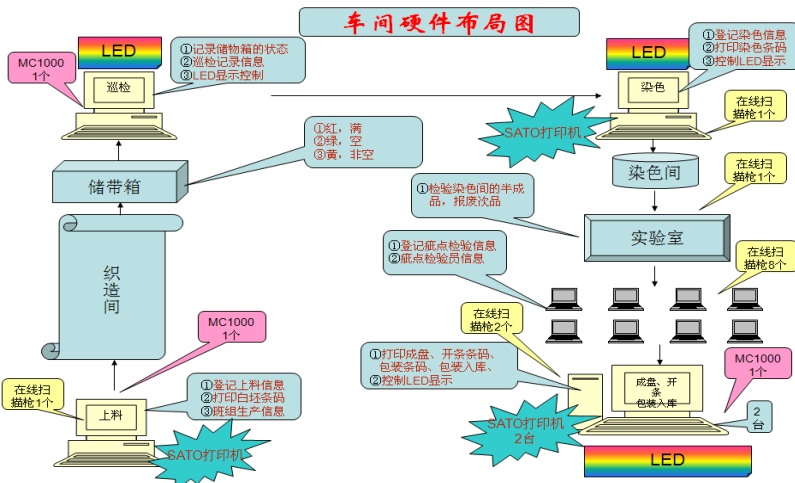 车间硬件布局图
LED
MC1000
1个
巡检
①记录储物箱的状态
②巡检记录信息
③LED显示控制
①红，满
②绿，空
③黄，非空
储带箱
织
造
间
MC1000
1个
在线扫
描枪1个
上料
①登记上料信息
②打印白坯条码
③班组生产信息
SATO打印机
LED
①登记染色信息
②打印染色条码
③控制LED显示
染色
SATO打印机
在线扫
描枪1个
染色间
在线扫
描枪1个
①检验染色间的半成
品，报废次品
实验室
①登记疵点检验信息
②疵点检验员信息
在线扫
描枪8个
在线扫
描枪2个
①打印成盘、开条条码、
包装条码、包装入库、
②控制LED显示
成盘、开
条
包装入库
MC1000
1个
2
台
SATO打印机
2台
LED